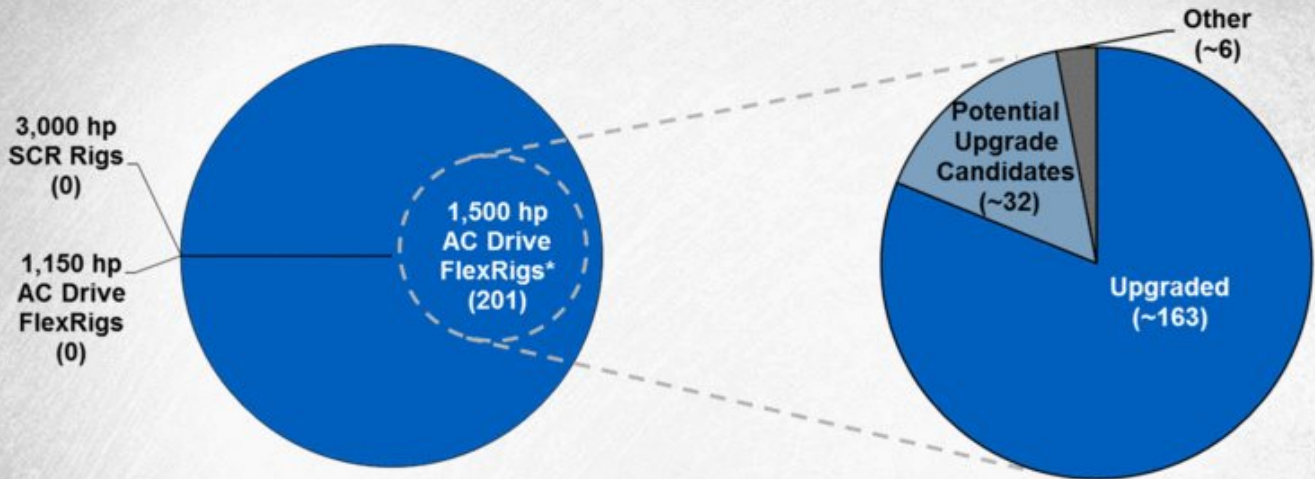 3,000 hp
SCR Rigs
(0)
1,150 hp
AC Drive
FlexRigs
(0)
1,500 hp
AC Drive
FlexRigs*
(201)
Other
(~6)
Potential
Upgrade
Candidates
(~32)
Upgraded
(~163)